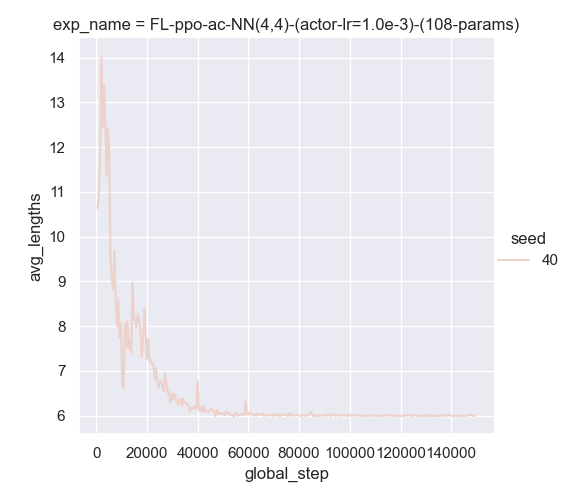 exp_name = FL-ppo-ac-NN(4,4)-(actor-lr=1.0e-3)-(108-params)
14
13
12
11
10
9
8
7
6
avg_lengths
seed
40
0 20000 40000 60000 80000 100000 120000 140000
global_step